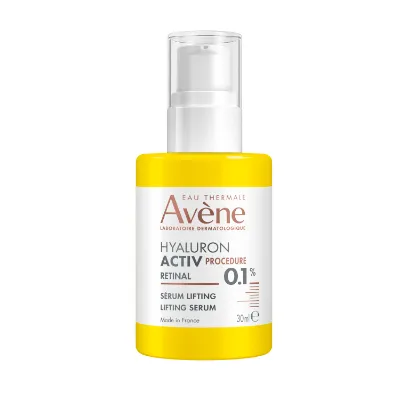 EAU THERMALE
Avène
LABORATOIRE DERMATOLOGIQUE
HYALURON
ACTIV PROCEDURE
RETINAL 0.1%
SÉRUM LIFTING
LIFTING SERUM
Made in France 30ml ℮